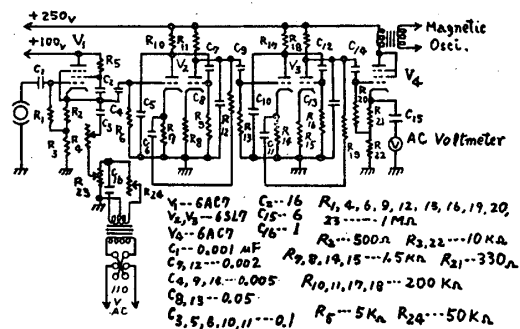 +250v
+100v V₁
R₁₀ R₁₁ C₇ C₉ R₁₇ R₁₈ C₁₂ C₁₄
Magnetic
Osci.
R₅ V₂ V₃ V₄
C₁ C₂ C₄ C₅ C₈ C₁₀ C₁₃
R₁ R₂ C₃ R₆ R₇ R₈ R₉ R₁₂ R₁₃ R₁₄ R₁₅ R₁₆ R₁₉ R₂₀ R₂₁ C₁₅
R₃ R₄ C₆ C₁₁ R₂₂
AC Voltmeter
V
R₂₃ C₁₆ R₂₄
110
V
AC
V₁--6AC7 C₂--16 R₁, 4, 6, 9, 12, 13, 16, 19, 20,
V₂, V₃--6SL7 C₁₅--6 23-----1MΩ
V₄--6AC7 C₁₆--1 R₂---500Ω R₃,₂₂---10KΩ
C₁---0.001 μF R₇,₈,₁₄,₁₅---1.5KΩ R₂₁--330Ω
C₇,₁₂---0.002
C₄,₉,₁₄---0.005 R₁₀,₁₁,₁₇,₁₈---200 KΩ
C₈,₁₃---0.05
C₃,₅,₆,₁₀,₁₁---0.1 R₅---5KΩ R₂₄---50KΩ